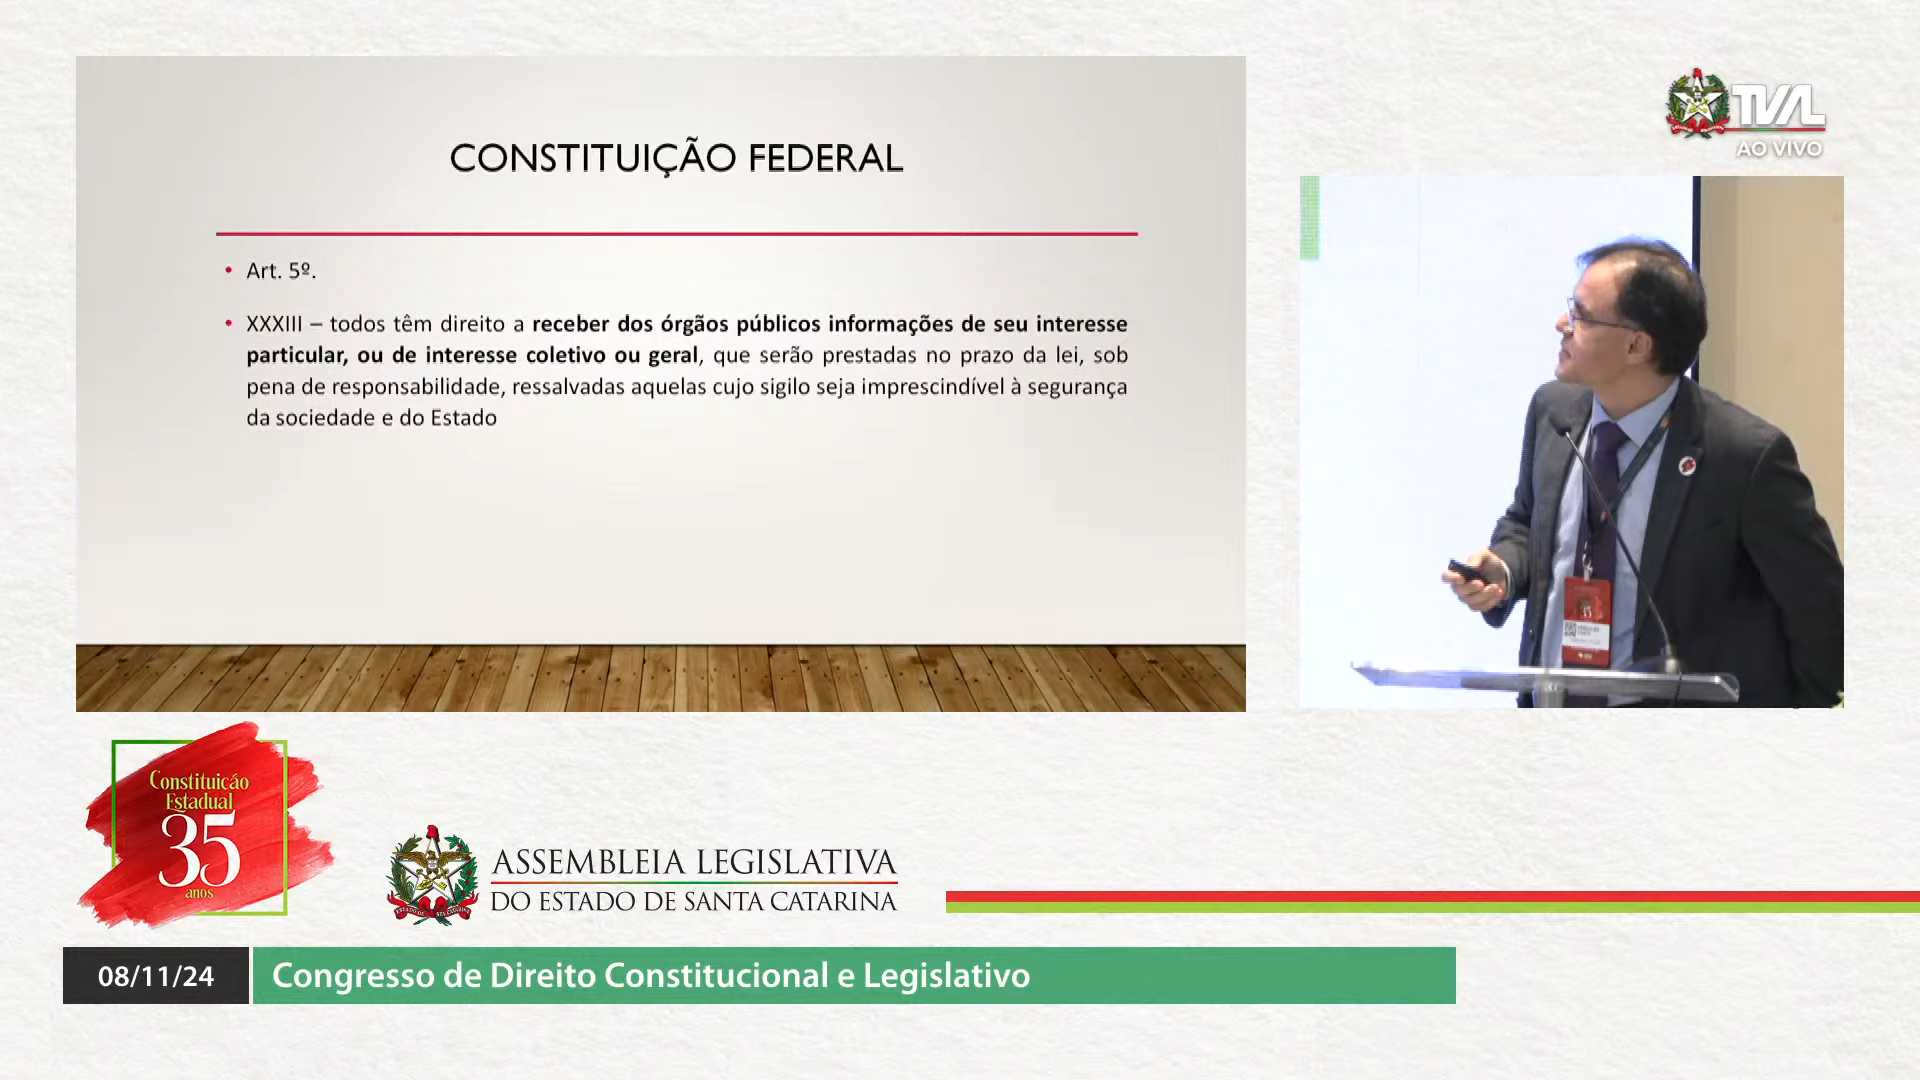 CONSTITUIÇÃO FEDERAL
• Art. 5º.
• XXXIII – todos têm direito a receber dos órgãos públicos informações de seu interesse
particular, ou de interesse coletivo ou geral, que serão prestadas no prazo da lei, sob
pena de responsabilidade, ressalvadas aquelas cujo sigilo seja imprescindível à segurança
da sociedade e do Estado
TVAL
AO VIVO
35
Constituição
Estadual
35
anos
ASSEMBLEIA LEGISLATIVA
DO ESTADO DE SANTA CATARINA
08/11/24
Congresso de Direito Constitucional e Legislativo